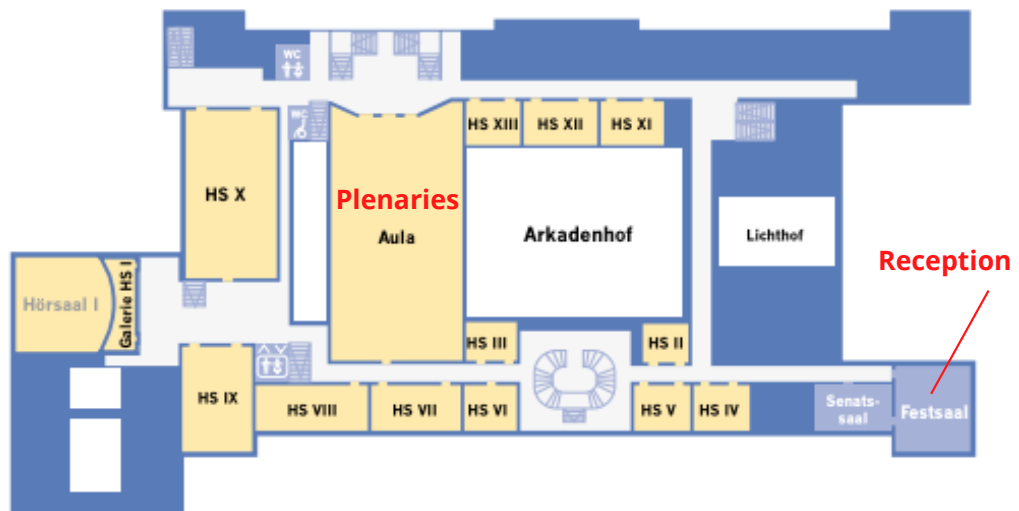 WC
WC
HS XIII
HS XII
HS XI
HS X
Plenaries
Aula
Arkadenhof
Lichthof
Reception
Hörsaal I
Galerie HS I
HS III
HS II
HS IX
HS VIII
HS VII
HS VI
HS V
HS IV
Senats-
saal
Festsaal